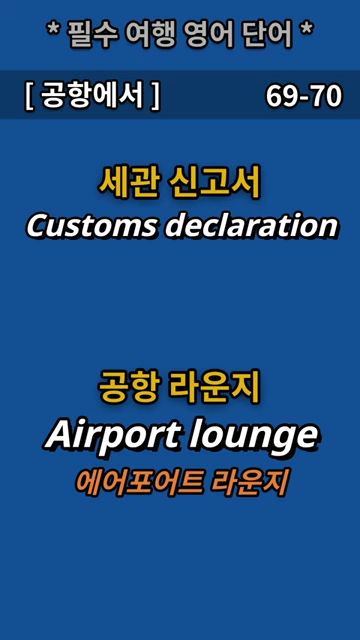 * 필수 여행 영어 단어 *
[ 공항에서 ] 69-70
세관 신고서
Customs declaration
공항 라운지
Airport lounge
에어포어트 라운지